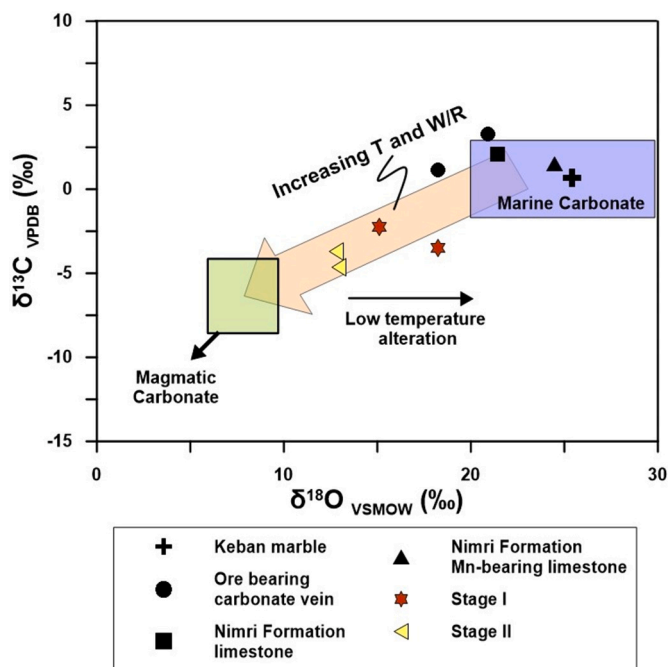 10
5
0
-5
-10
-15
δ¹³C VPDB (‰)
Increasing T and W/R
Marine Carbonate
Low temperature
alteration
Magmatic
Carbonate
0
10
20
30
δ¹⁸O VSMOW (‰)
Keban marble
Ore bearing
carbonate vein
Nimri Formation
limestone
Nimri Formation
Mn-bearing limestone
Stage I
Stage II